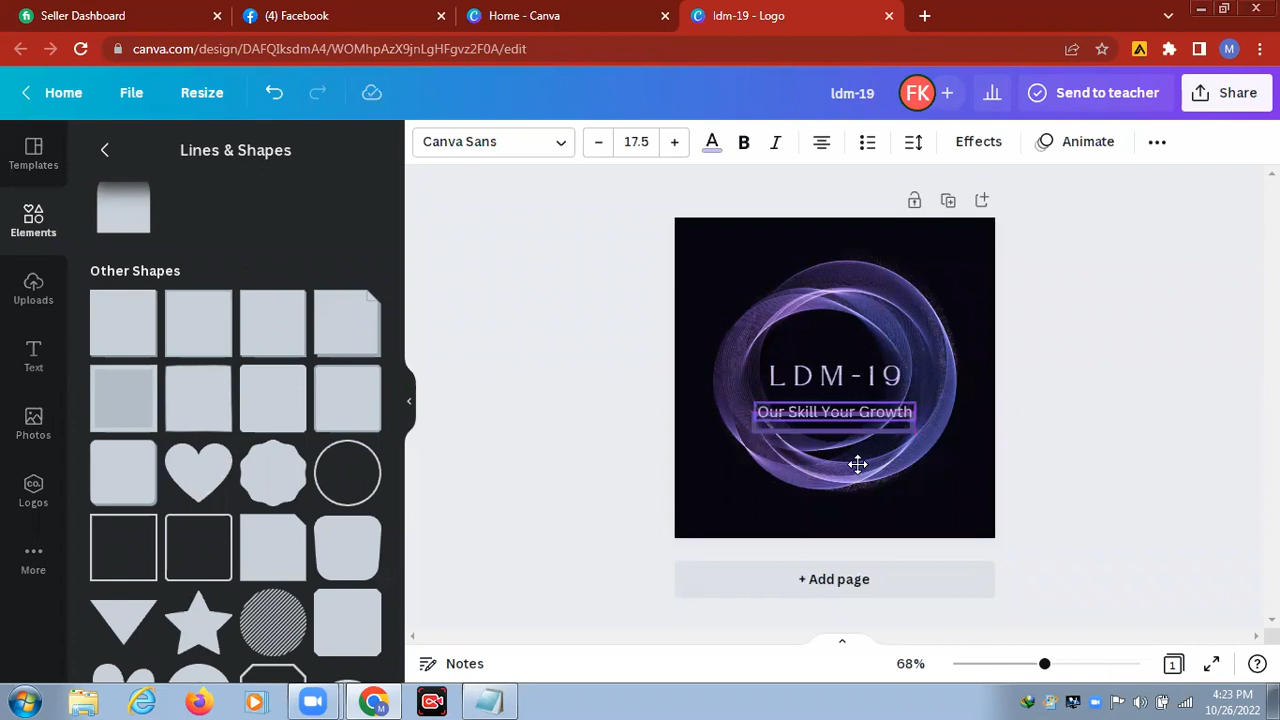 Seller Dashboard
(4) Facebook
Home - Canva
ldm-19 - Logo
canva.com/design/DAFQIksdmA4/WOMhpAzX9jnLgHFgvz2F0A/edit
M
Home
File
Resize
ldm-19
FK
Send to teacher
Share
Templates
Elements
Uploads
Text
Photos
CO.
Logos
More
Lines & Shapes
Other Shapes
Canva Sans
17.5
A
B
I
Effects
Animate
LDM-19
Our Skill Your Growth
+ Add page
Notes
68%
1
4:23 PM
10/26/2022